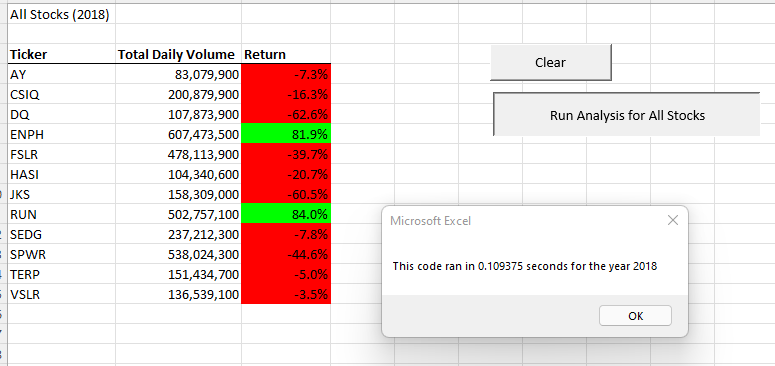 All Stocks (2018)
Ticker Total Daily Volume Return
AY 83,079,900 -7.3%
CSIQ 200,879,900 -16.3%
DQ 107,873,900 -62.6%
ENPH 607,473,500 81.9%
FSLR 478,113,900 -39.7%
HASI 104,340,600 -20.7%
JKS 158,309,000 -60.5%
RUN 502,757,100 84.0%
SEDG 237,212,300 -7.8%
SPWR 538,024,300 -44.6%
TERP 151,434,700 -5.0%
VSLR 136,539,100 -3.5%
Clear
Run Analysis for All Stocks
Microsoft Excel
This code ran in 0.109375 seconds for the year 2018
OK